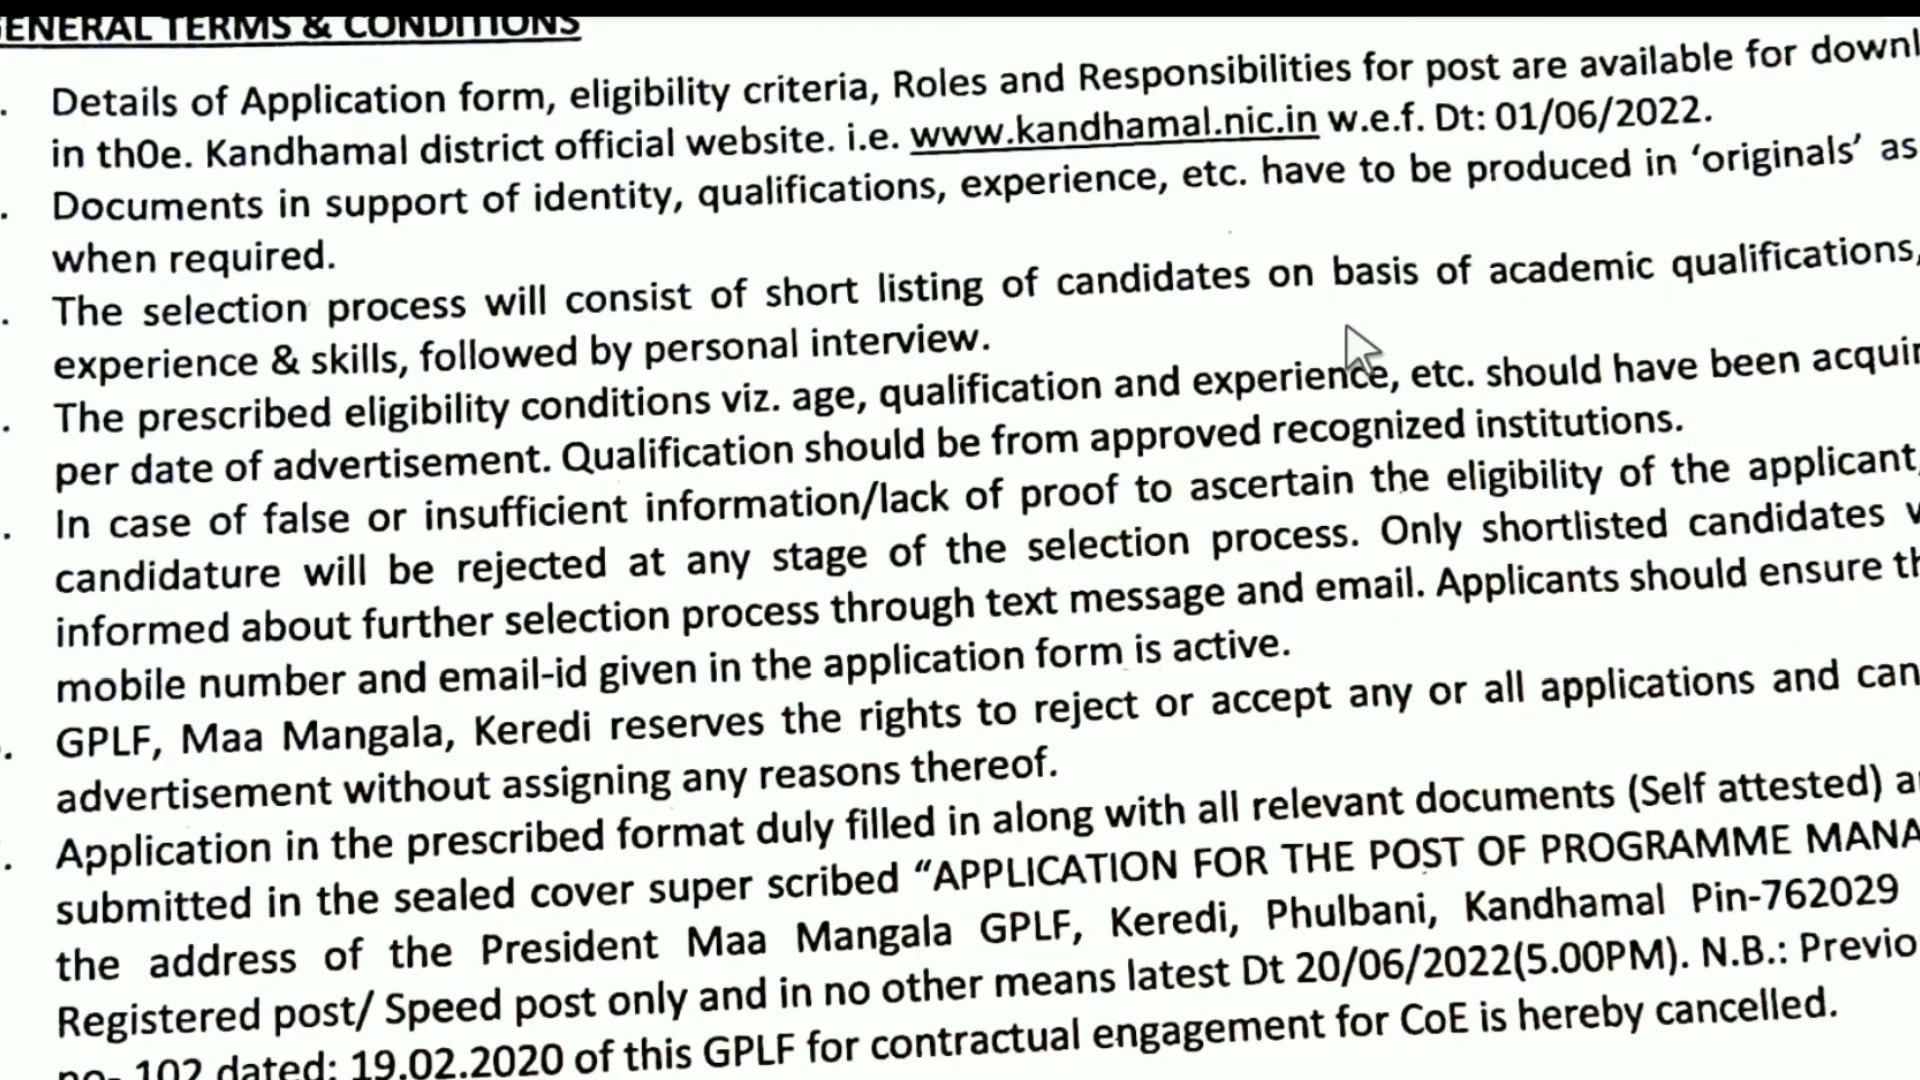 GENERAL TERMS & CONDITIONS
Details of Application form, eligibility criteria, Roles and Responsibilities for post are available for downl
in th0e. Kandhamal district official website. i.e. www.kandhamal.nic.in w.e.f. Dt: 01/06/2022.
Documents in support of identity, qualifications, experience, etc. have to be produced in ‘originals’ as
when required.
The selection process will consist of short listing of candidates on basis of academic qualifications,
experience & skills, followed by personal interview.
The prescribed eligibility conditions viz. age, qualification and experience, etc. should have been acquir
per date of advertisement. Qualification should be from approved recognized institutions.
In case of false or insufficient information/lack of proof to ascertain the eligibility of the applicant,
candidature will be rejected at any stage of the selection process. Only shortlisted candidates
informed about further selection process through text message and email. Applicants should ensure th
mobile number and email-id given in the application form is active.
GPLF, Maa Mangala, Keredi reserves the rights to reject or accept any or all applications and can
advertisement without assigning any reasons thereof.
Application in the prescribed format duly filled in along with all relevant documents (Self attested) a
submitted in the sealed cover super scribed “APPLICATION FOR THE POST OF PROGRAMME MANA
the address of the President Maa Mangala GPLF, Keredi, Phulbani, Kandhamal Pin-762029
Registered post/ Speed post only and in no other means latest Dt 20/06/2022(5.00PM). N.B.: Previo
no- 102 dated: 19.02.2020 of this GPLF for contractual engagement for CoE is hereby cancelled.